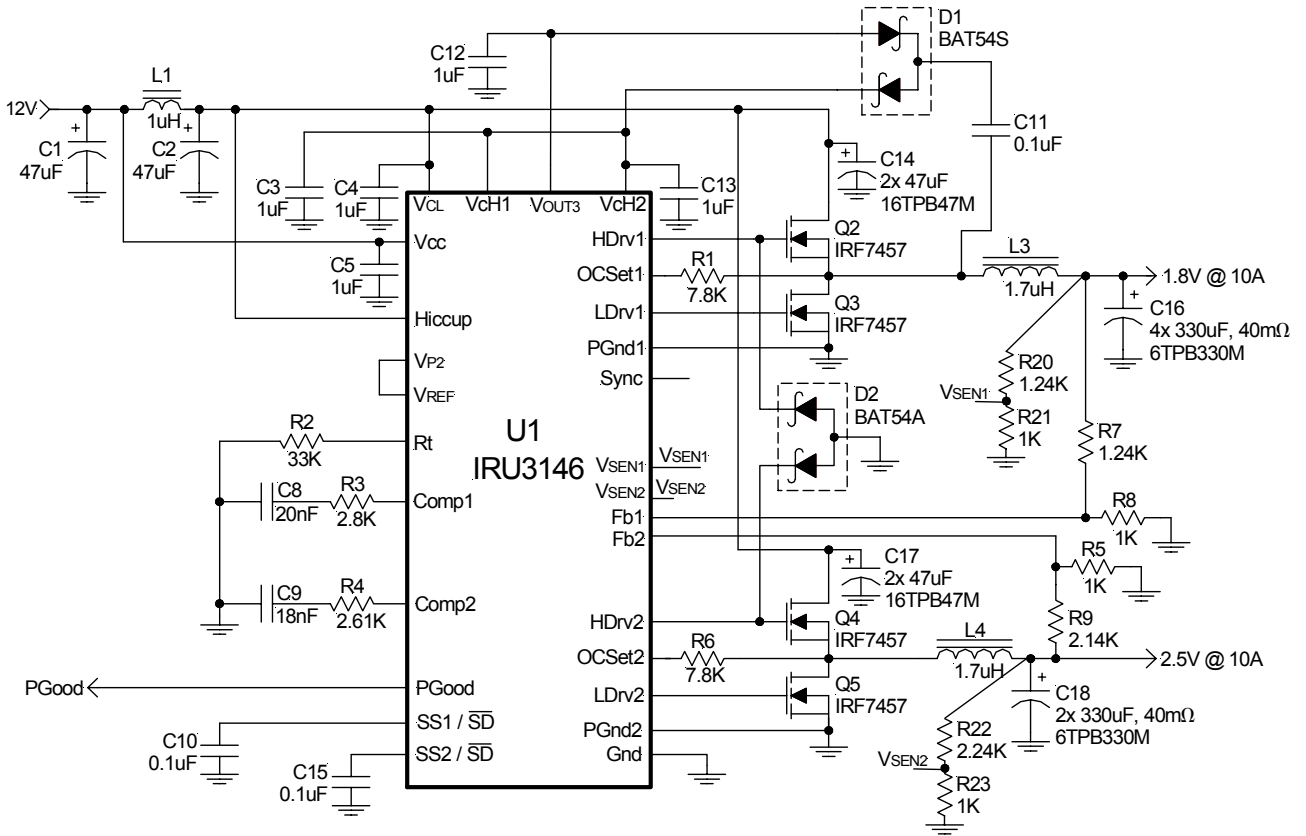 D1
BAT54S
C12
1uF
L1
1uH
12V
C1
47uF
+
C2
47uF
+
C11
0.1uF
C3
1uF
C4
1uF
C13
1uF
+
C14
2x 47uF
16TPB47M
VCL
VcH1
VOUT3
VcH2
Vcc
C5
1uF
HDrv1
Q2
IRF7457
OCSet1
R1
7.8K
L3
1.7uH
1.8V @ 10A
Hiccup
LDrv1
Q3
IRF7457
+
C16
4x 330uF, 40mΩ
6TPB330M
PGnd1
VP2
VREF
Sync
R20
1.24K
VSEN1
R21
1K
D2
BAT54A
R7
1.24K
R2
33K
Rt
U1
IRU3146
VSEN1
VSEN1
VSEN2
VSEN2
C8
20nF
R3
2.8K
Comp1
Fb1
R8
1K
Fb2
R5
1K
+
C17
2x 47uF
16TPB47M
C9
18nF
R4
2.61K
Comp2
HDrv2
Q4
IRF7457
R9
2.14K
OCSet2
R6
7.8K
L4
1.7uH
2.5V @ 10A
PGood
PGood
LDrv2
Q5
IRF7457
+
C18
2x 330uF, 40mΩ
6TPB330M
SS1 / SD
PGnd2
R22
2.24K
C10
0.1uF
SS2 / SD
Gnd
VSEN2
C15
0.1uF
R23
1K